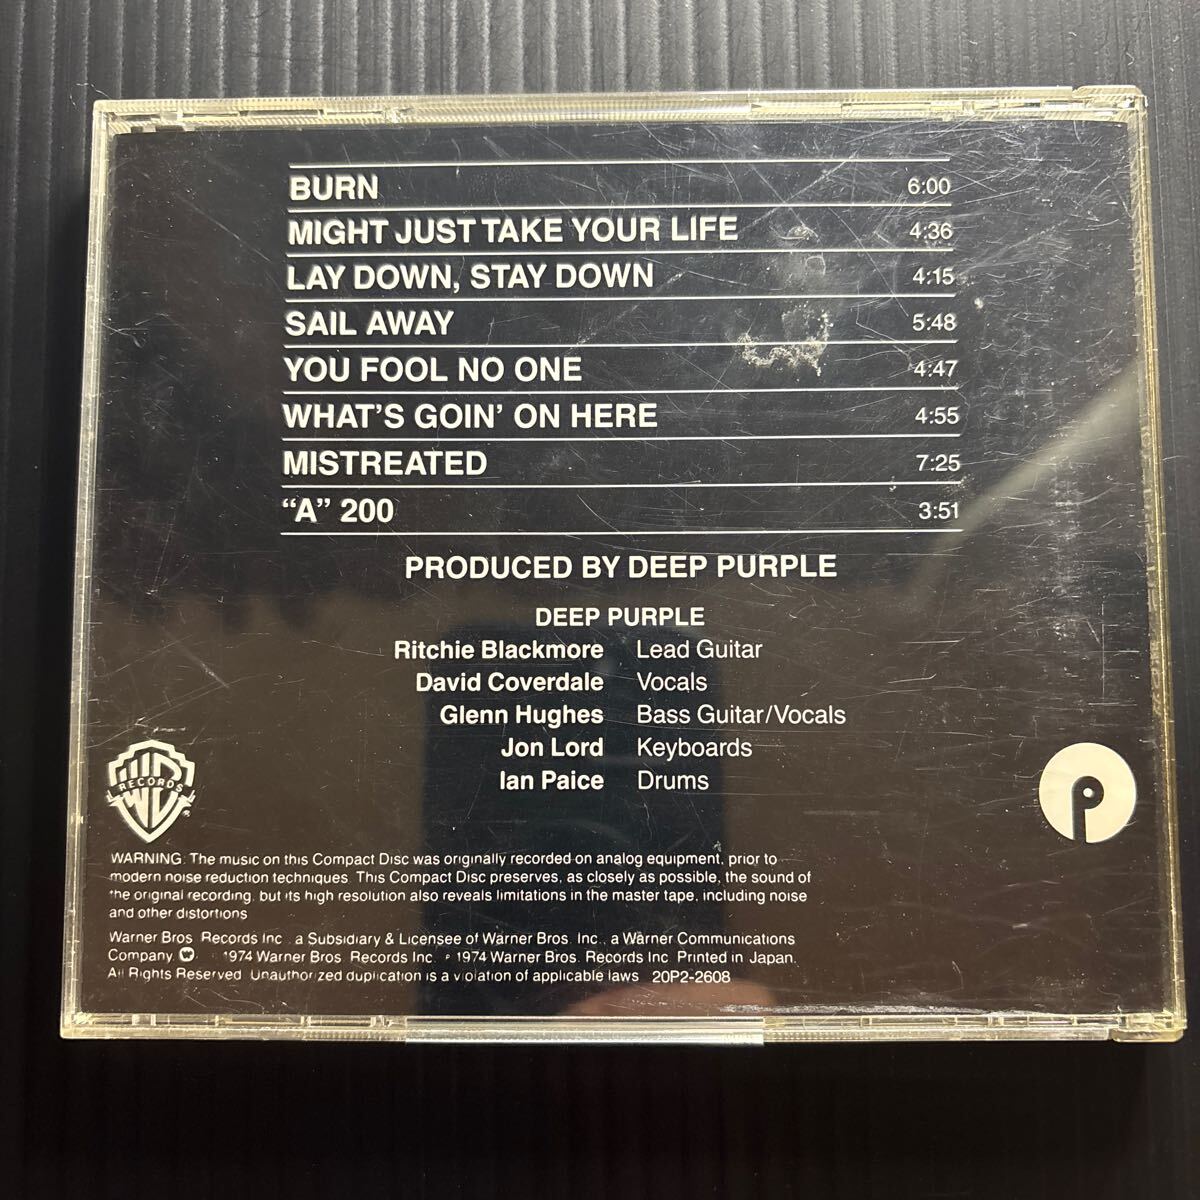 BURN 6:00
MIGHT JUST TAKE YOUR LIFE 4:36
LAY DOWN, STAY DOWN 4:15
SAIL AWAY 5:48
YOU FOOL NO ONE 4:47
WHAT'S GOIN' ON HERE 4:55
MISTREATED 7:25
“A” 200 3:51
PRODUCED BY DEEP PURPLE
DEEP PURPLE
Ritchie Blackmore Lead Guitar
David Coverdale Vocals
Glenn Hughes Bass Guitar/Vocals
Jon Lord Keyboards
Ian Paice Drums
WB
RECORDS
®
P
WARNING: The music on this Compact Disc was originally recorded on analog equipment, prior to
modern noise reduction techniques. This Compact Disc preserves, as closely as possible, the sound of
the original recording, but its high resolution also reveals limitations in the master tape, including noise
and other distortions
Warner Bros. Records Inc., a Subsidiary & Licensee of Warner Bros. Inc., a Warner Communications
Company. 1974 Warner Bros. Records Inc. ℗ 1974 Warner Bros. Records Inc. Printed in Japan.
All Rights Reserved. Unauthorized duplication is a violation of applicable laws. 20P2-2608